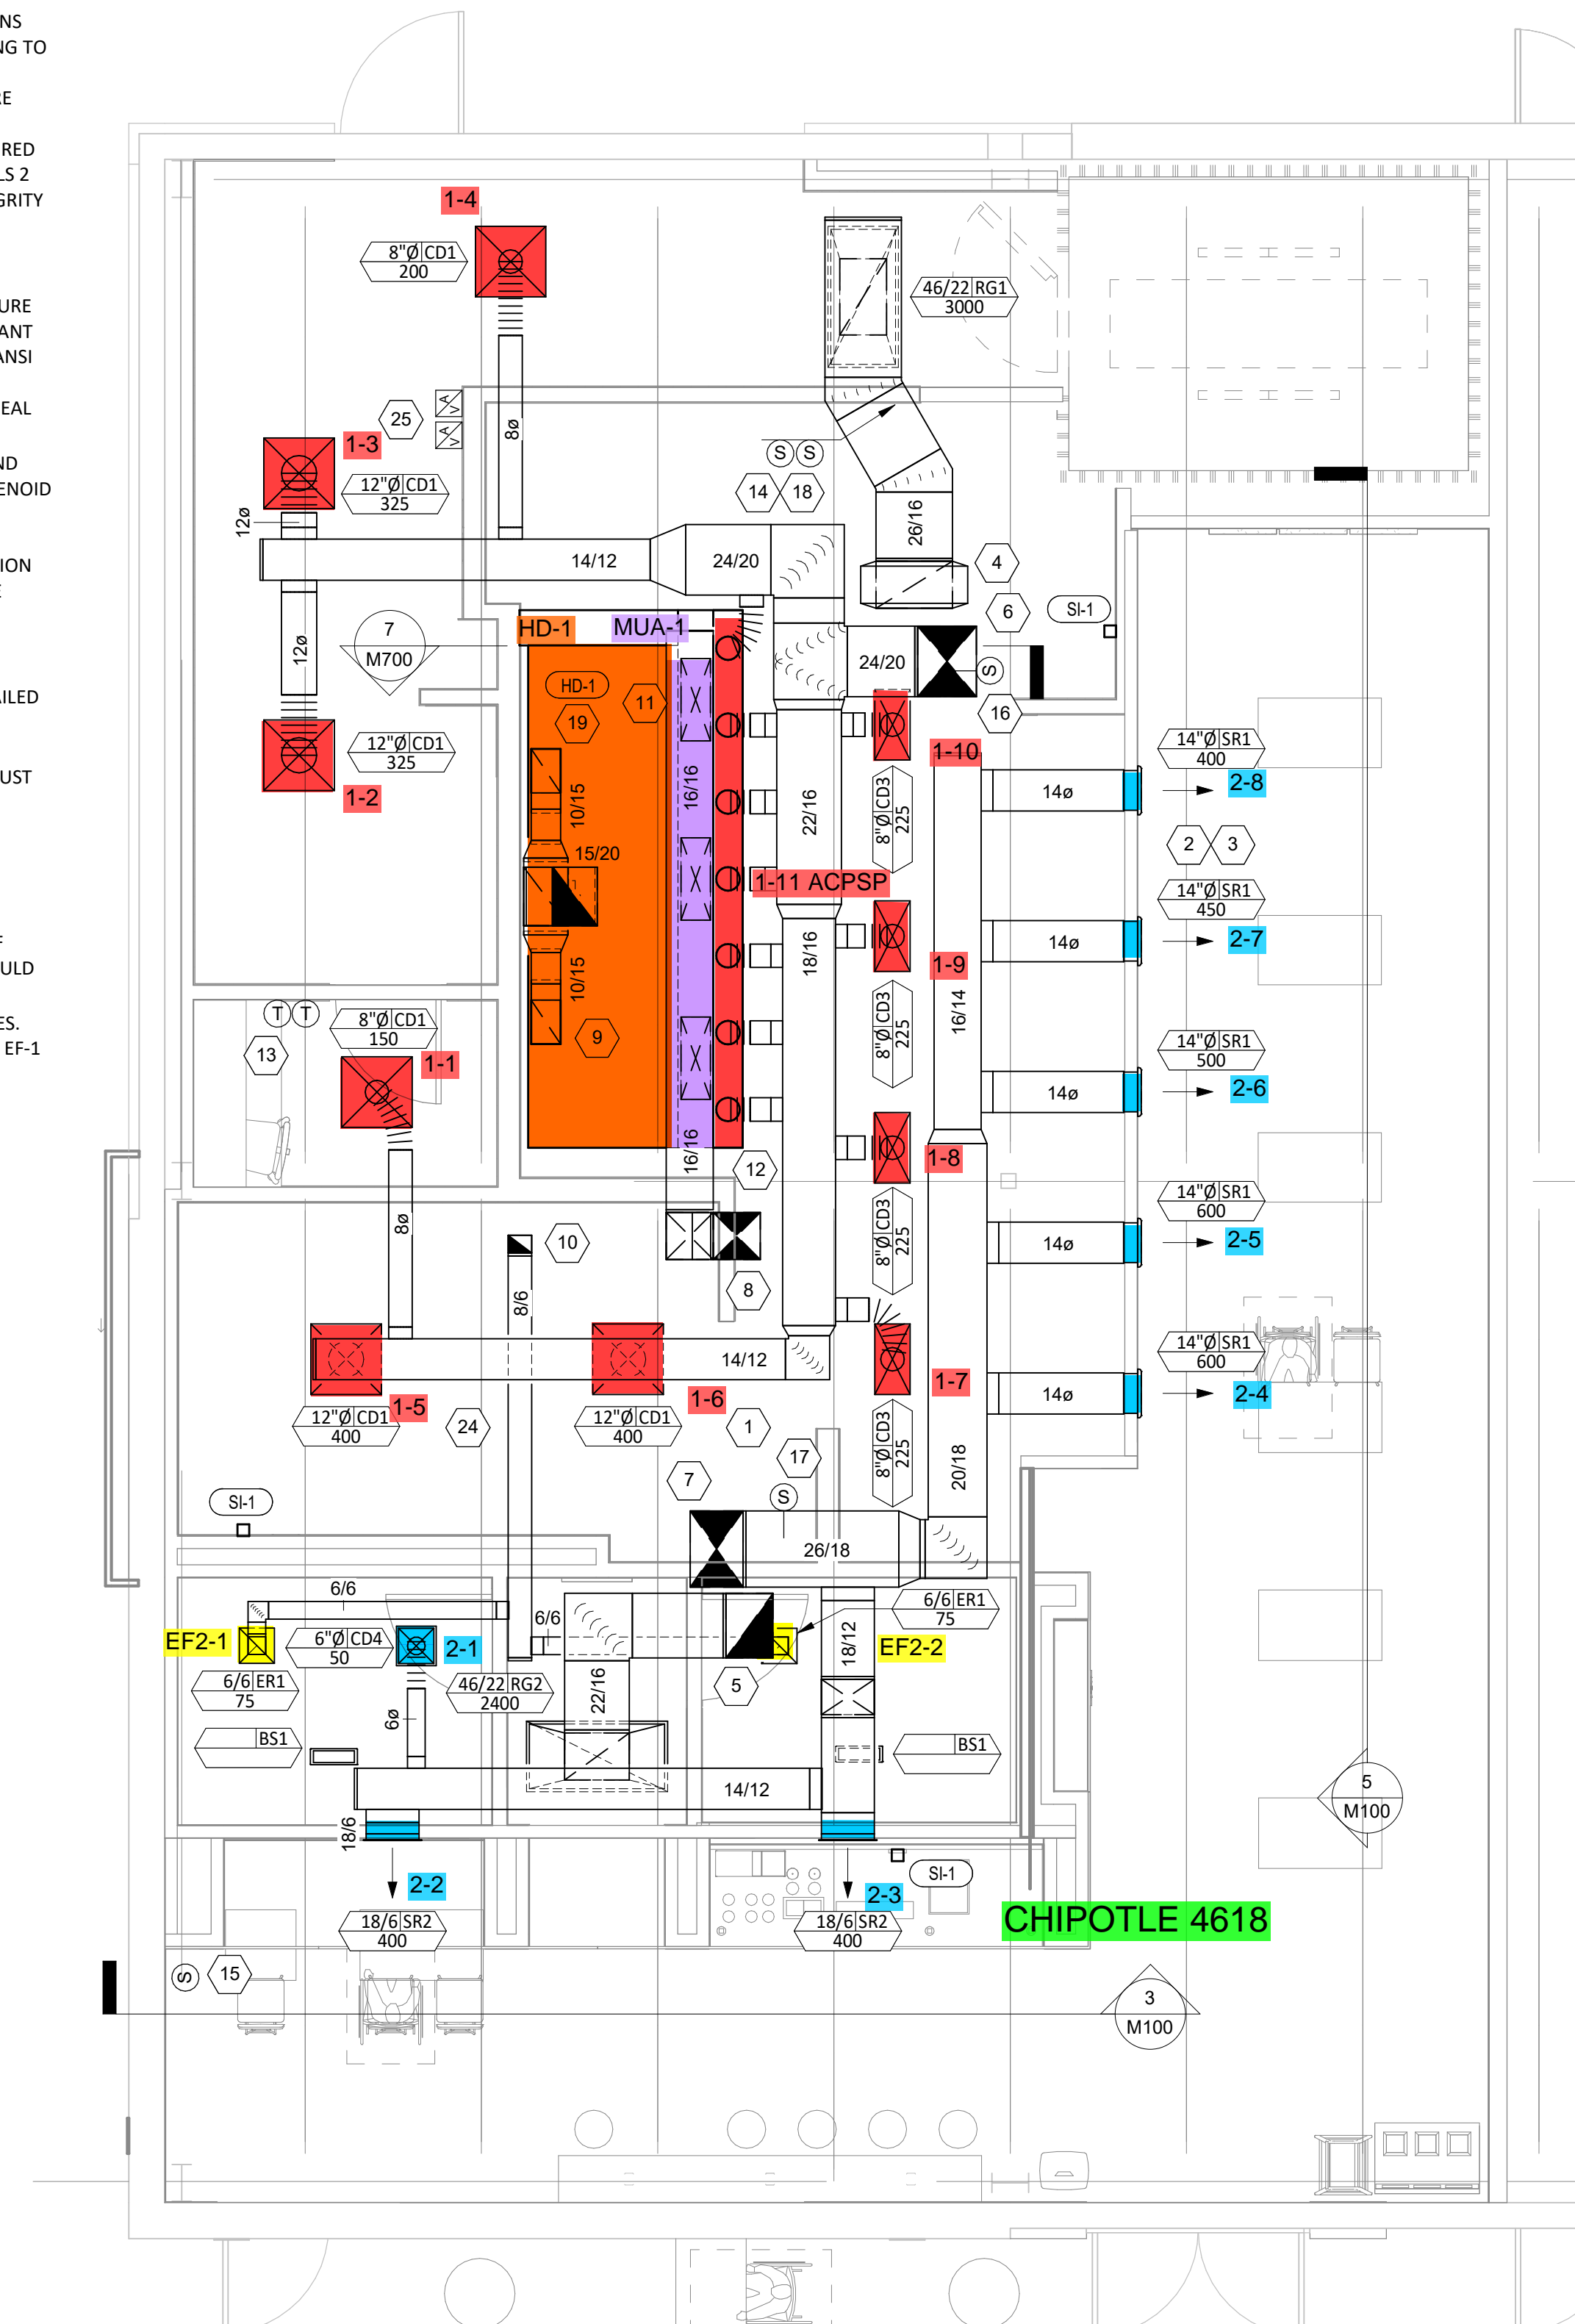 NS
NG TO
RE
RED
LS 2
GRITY
URE
ANT
ANSI
EAL
ND
ENOID
ION
E
AILED
UST
F
ULD
ES.
EF-1
1-4
8"Ø CD1
200
46/22 RG1
3000
25
A
V
A
V
8ø
1-3
12"Ø CD1
325
12ø
S S
14 18
26/16
14/12
24/20
4
6
SI-1
HD-1
MUA-1
7
M700
12ø
24/20
S
HD-1
11
19
16
16/16
12"Ø CD1
325
1-2
1-10
14"Ø SR1
400
2-8
14ø
10/15
22/16
8"Ø CD3
225
15/20
2 3
1-11 ACPSP
14"Ø SR1
450
2-7
14ø
18/16
1-9
10/15
16/14
T T
8"Ø CD1
150
13
9
8"Ø CD3
225
1-1
14"Ø SR1
500
2-6
14ø
16/16
12
1-8
8ø
10
8"Ø CD3
225
14"Ø SR1
600
2-5
14ø
8
8/6
14/12
14"Ø SR1
600
2-4
14ø
1-5
1-6
1-7
12"Ø CD1
400
24
12"Ø CD1
400
1
17
7
8"Ø CD3
225
20/18
SI-1
S
26/18
6/6
6/6 ER1
75
EF2-1
6"Ø CD4
50
2-1
6/6
18/12
EF2-2
6/6 ER1
75
46/22 RG2
2400
22/16
5
6ø
BS1
BS1
14/12
5
M100
18/6
SI-1
2-2
2-3
18/6 SR2
400
18/6 SR2
400
CHIPOTLE 4618
S
15
3
M100